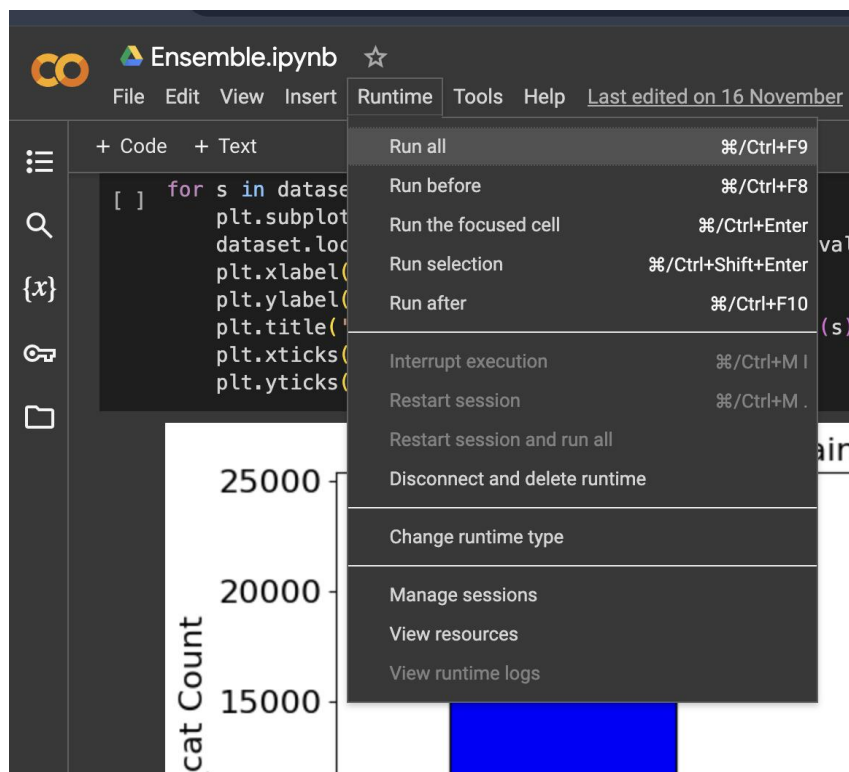 Ensemble.ipynb
File Edit View Insert Runtime Tools Help Last edited on 16 November
+ Code + Text
Run all ⌘/Ctrl+F9
Run before ⌘/Ctrl+F8
Run the focused cell ⌘/Ctrl+Enter
Run selection ⌘/Ctrl+Shift+Enter
Run after ⌘/Ctrl+F10
Interrupt execution ⌘/Ctrl+M I
Restart session ⌘/Ctrl+M .
Restart session and run all
Disconnect and delete runtime
Change runtime type
Manage sessions
View resources
View runtime logs
[ ] for s in datase
plt.subplot
dataset.loc val
plt.xlabel(
plt.ylabel(
plt.title(' (s)
plt.xticks(
plt.yticks(
{x}
25000
20000
15000
cat Count